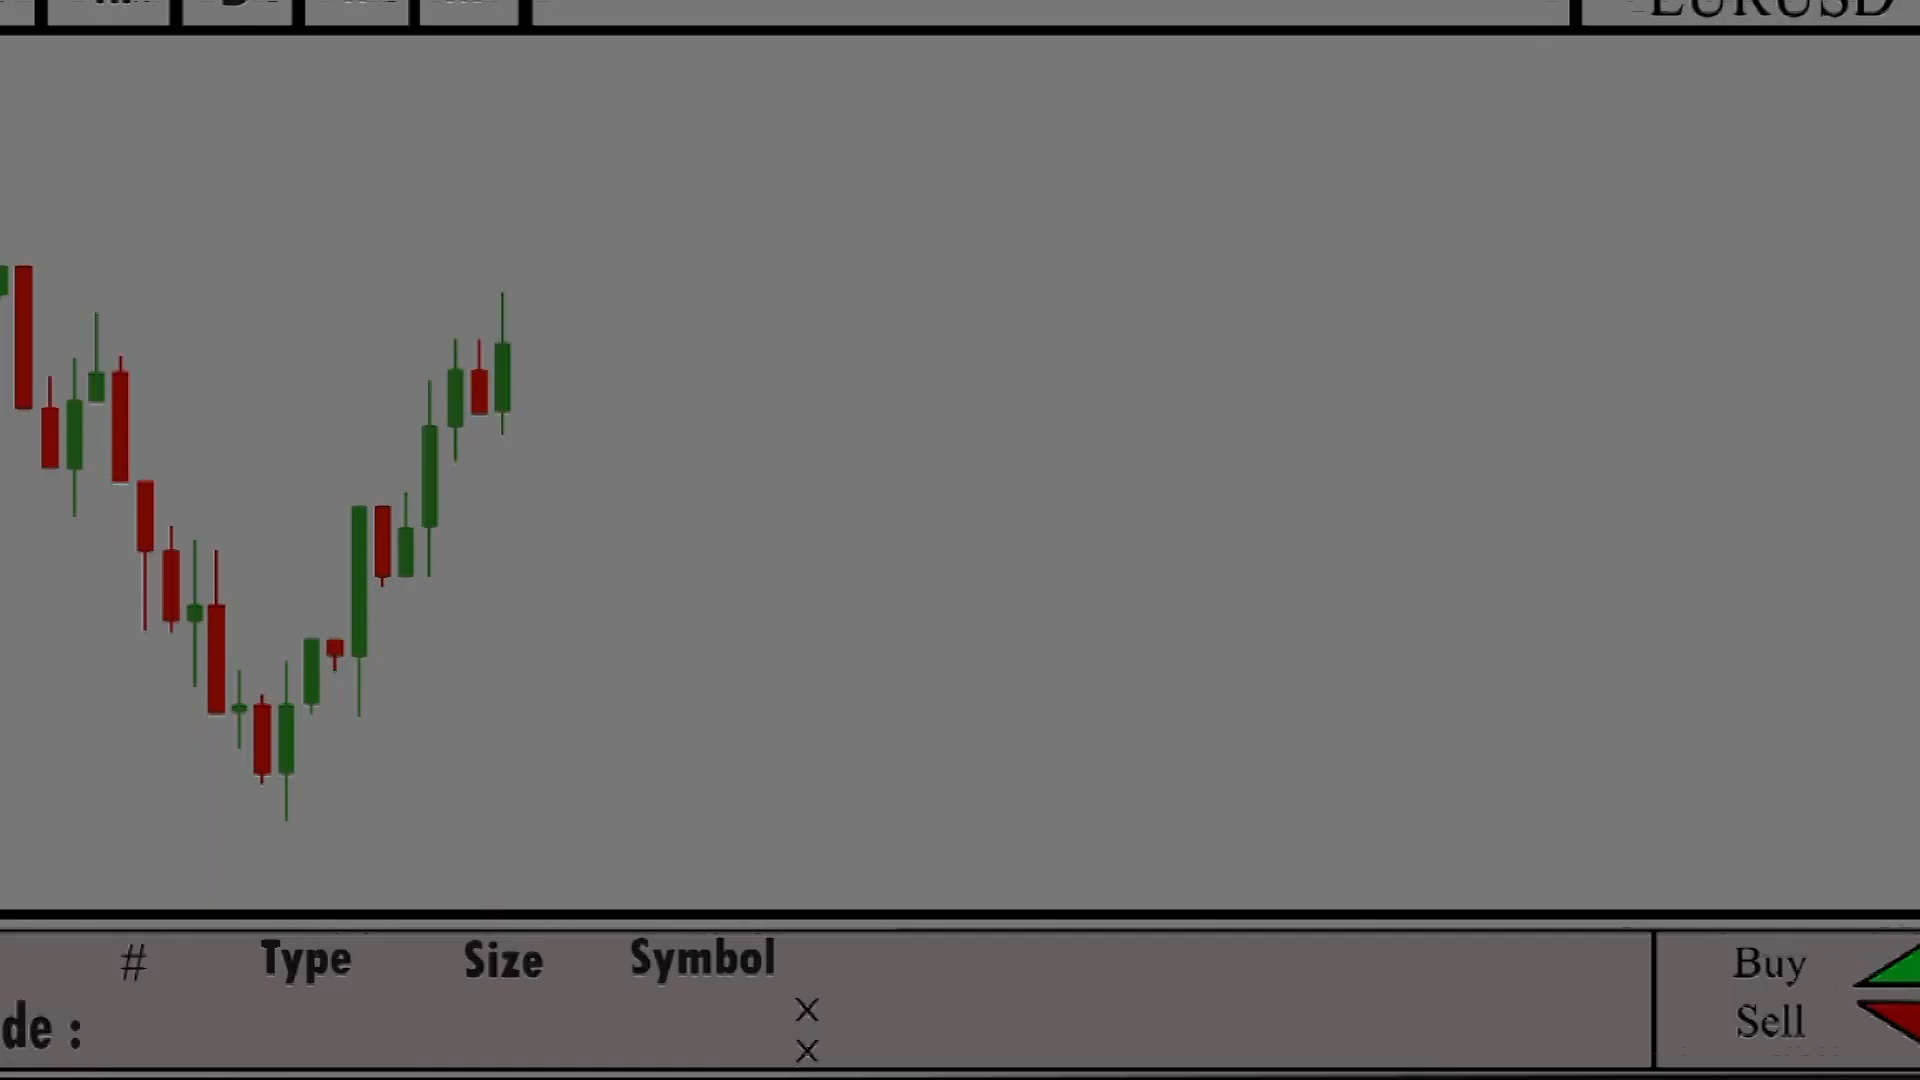 EURUSD
# Type Size Symbol
Buy
de :
X
Sell
X